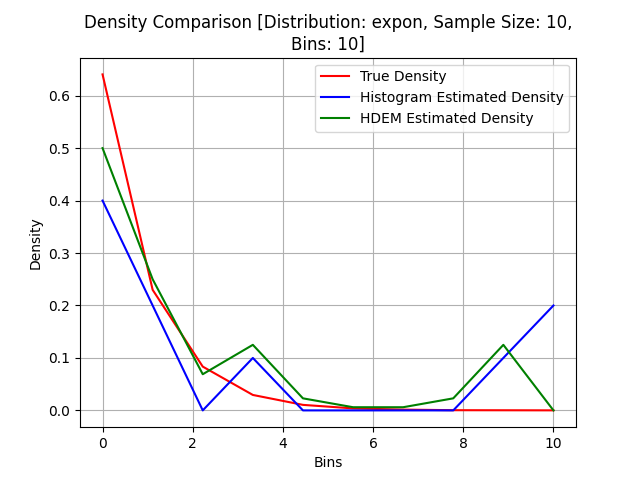 Density Comparison [Distribution: expon, Sample Size: 10,
Bins: 10]
True Density
Histogram Estimated Density
HDEM Estimated Density
Density
0.6
0.5
0.4
0.3
0.2
0.1
0.0
0 2 4 6 8 10
Bins